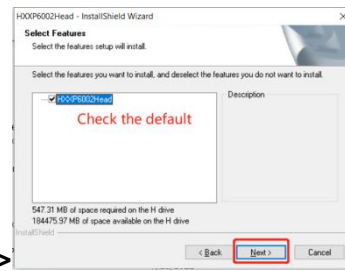 HXXP6002Head - InstallShield Wizard
Select Features
Select the features setup will install.
Select the features you want to install, and deselect the features you do not want to install.
HXXP6002Head
Description
Check the default
547.31 MB of space required on the H drive
184475.97 MB of space available on the H drive
InstallShield
< Back
Next >
Cancel
>